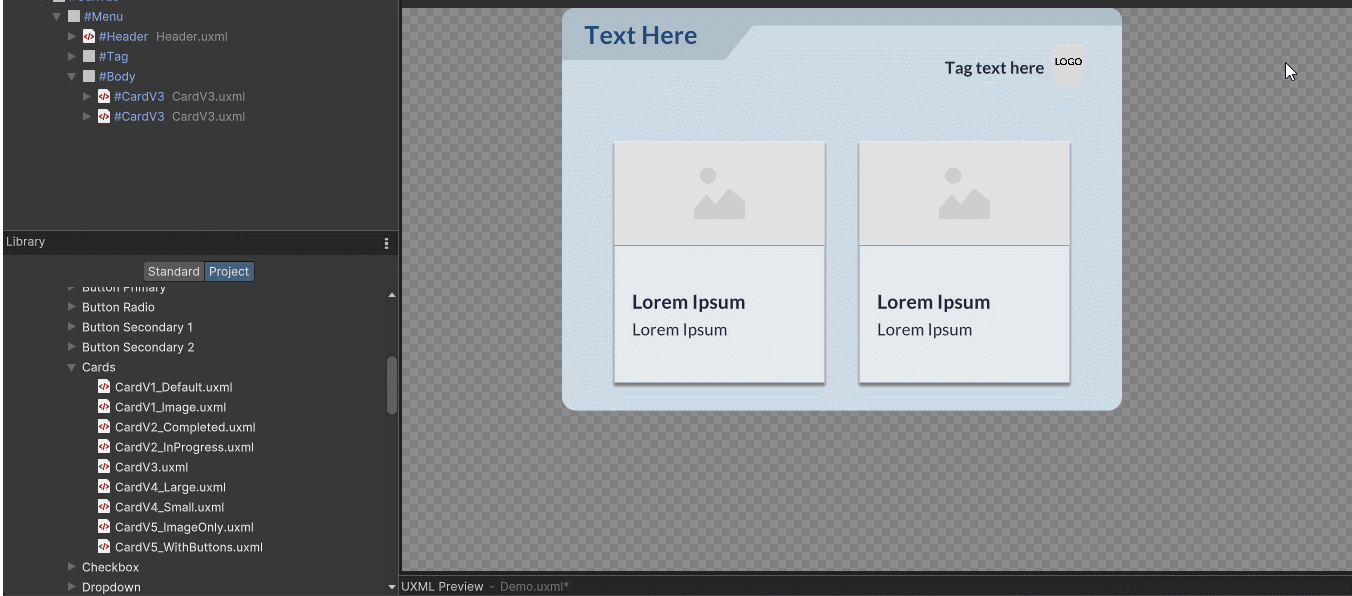 #Menu
#Header Header.uxml
#Tag
#Body
#CardV3 CardV3.uxml
#CardV3 CardV3.uxml
Library
Standard Project
Button Primary
Button Radio
Button Secondary 1
Button Secondary 2
Cards
CardV1_Default.uxml
CardV1_Image.uxml
CardV2_Completed.uxml
CardV2_InProgress.uxml
CardV3.uxml
CardV4_Large.uxml
CardV4_Small.uxml
CardV5_ImageOnly.uxml
CardV5_WithButtons.uxml
Checkbox
Dropdown
Text Here
Tag text here LOGO
Lorem Ipsum
Lorem Ipsum
Lorem Ipsum
Lorem Ipsum
UXML Preview - Demo.uxml*